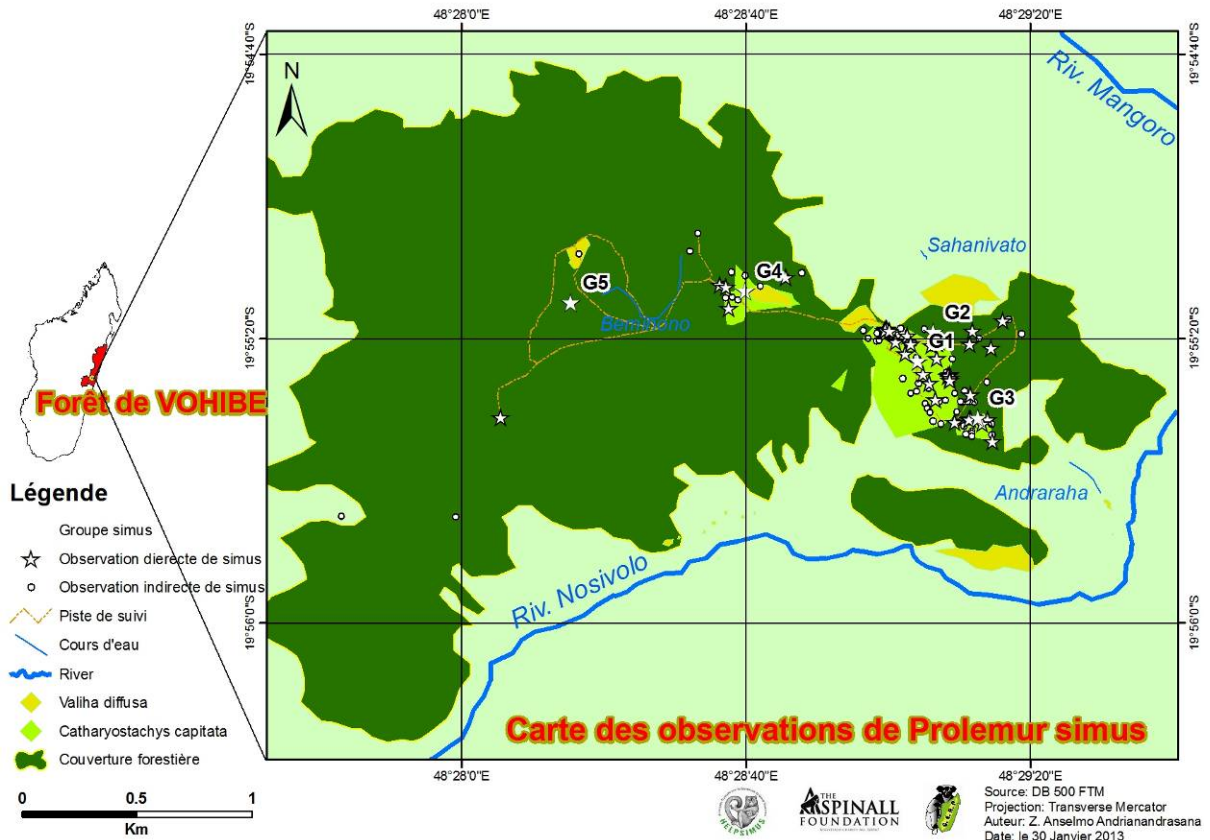 48°28'0"E
48°28'40"E
48°29'20"E
19°54'40"S
19°54'40"S
N
Riv. Mangoro
Sahanivato
G4
G5
G2
Bemifono
19°55'20"S
19°55'20"S
G1
Forêt de VOHIBE
G3
Légende
Andraraha
Groupe simus
Observation dierecte de simus
Observation indirecte de simus
Piste de suivi
Cours d'eau
River
Valiha diffusa
Catharyostachys capitata
Couverture forestière
Riv. Nosivolo
19°56'0"S
19°56'0"S
Carte des observations de Prolemur simus
48°28'0"E
48°28'40"E
48°29'20"E
0 0.5 1
Km
HELPSIMUS
THE
ASPINALL
FOUNDATION
Source: DB 500 FTM
Projection: Transverse Mercator
Auteur: Z. Anselmo Andrianandrasana
Date: le 30 Janvier 2013